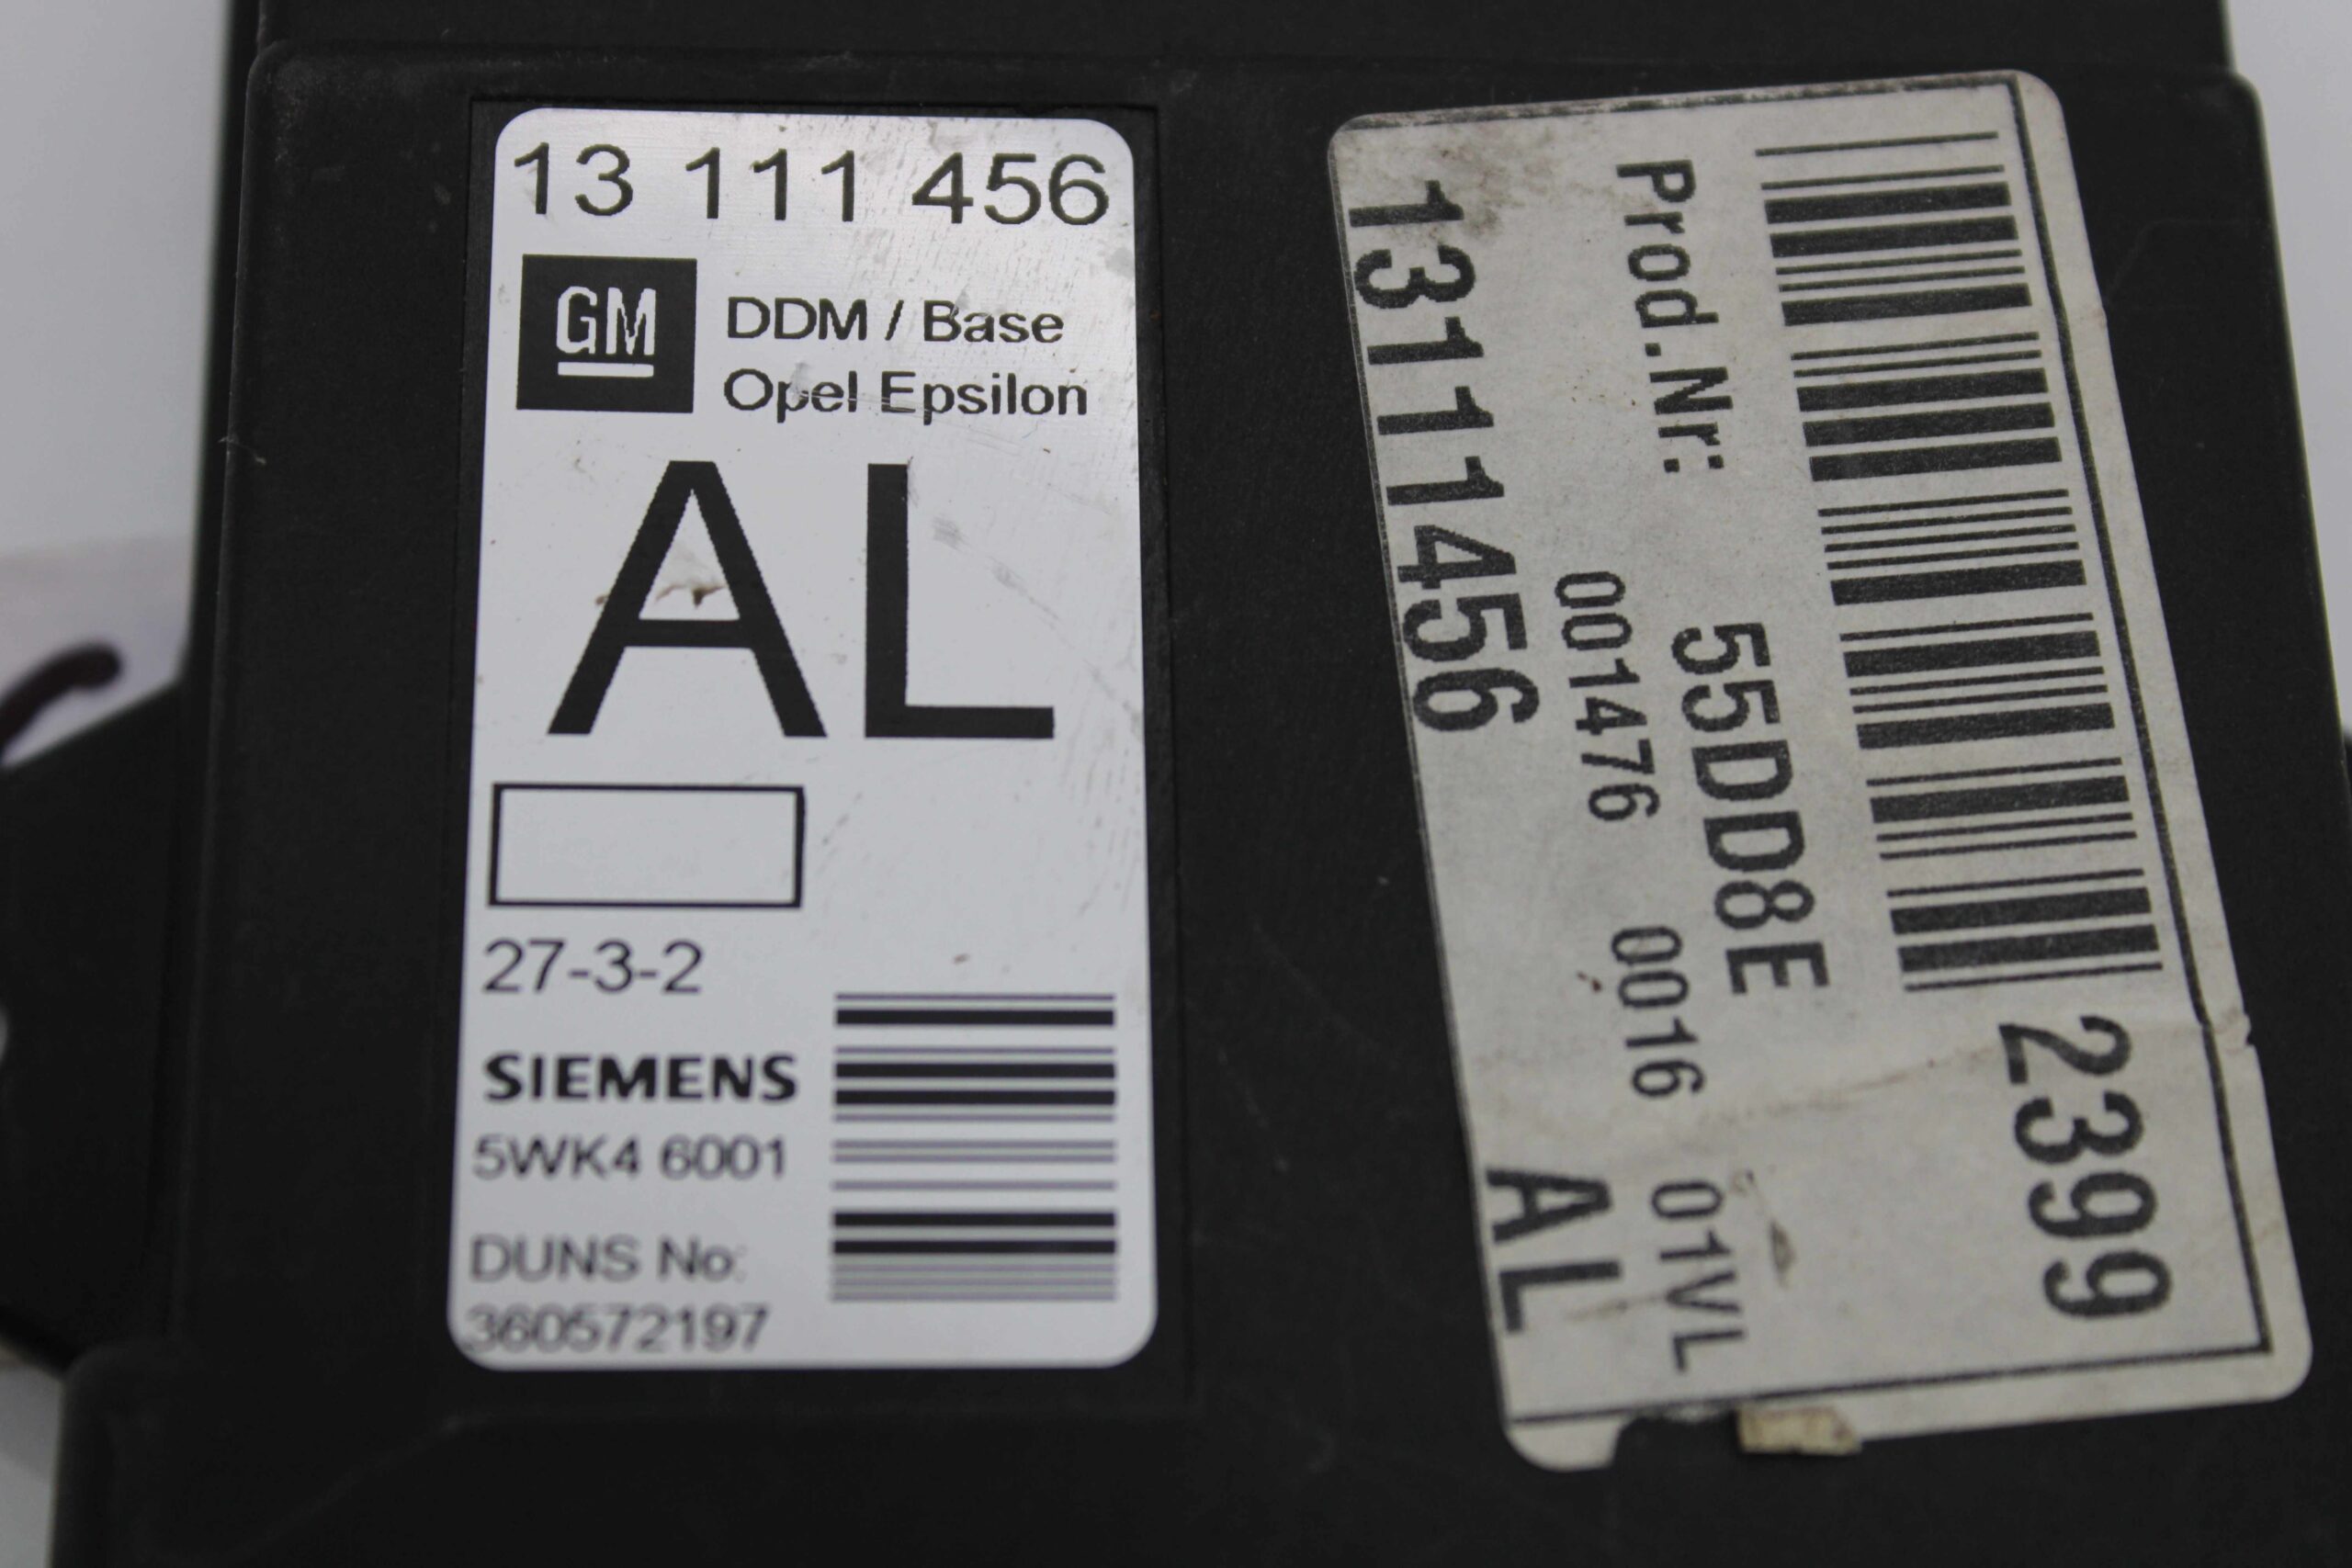 13 111 456
GM
DDM / Base
Opel Epsilon
AL
27-3-2
SIEMENS
5WK4 6001
DUNS No:
360572197
2399
Prod.Nr: 55DD8E
001476 0016 01VL
13111456 AL